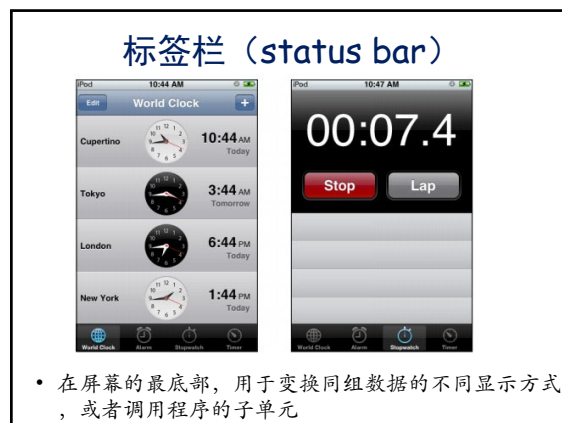 标签栏（status bar）
iPod 10:44 AM
Edit World Clock +
Cupertino 10:44 AM
Today
Tokyo 3:44 AM
Tomorrow
London 6:44 PM
Today
New York 1:44 PM
Today
World Clock Alarm Stopwatch Timer
iPod 10:47 AM
00:07.4
Stop Lap
World Clock Alarm Stopwatch Timer
• 在屏幕的最底部，用于变换同组数据的不同显示方式
，或者调用程序的子单元